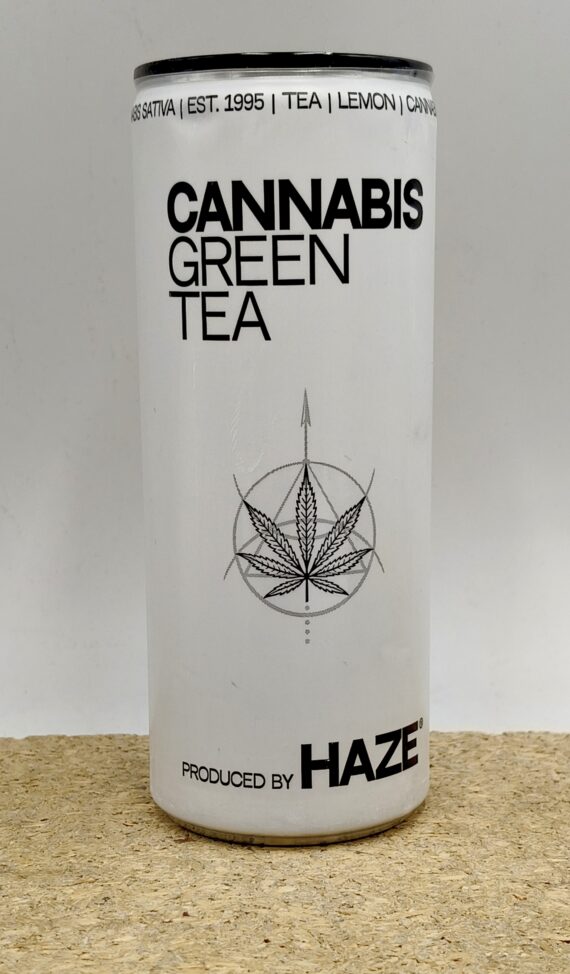 SATIVA | EST. 1995 | TEA | LEMON |
CANNABIS
GREEN
TEA
PRODUCED BY HAZE®